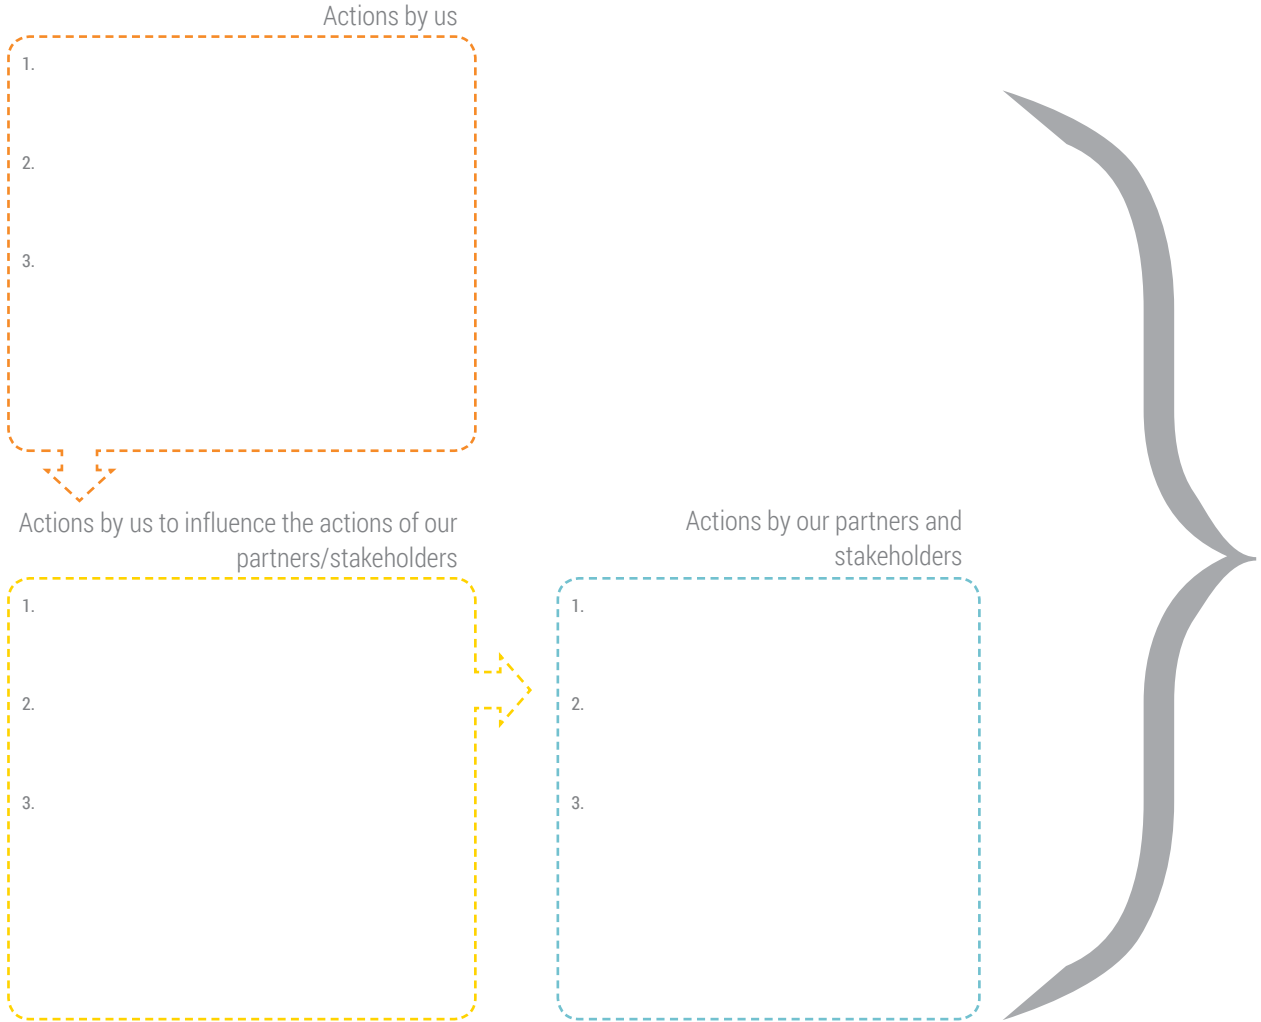 Actions by us
1.
2.
3.
Actions by us to influence the actions of our
partners/stakeholders
1.
2.
3.
Actions by our partners and
stakeholders
1.
2.
3.